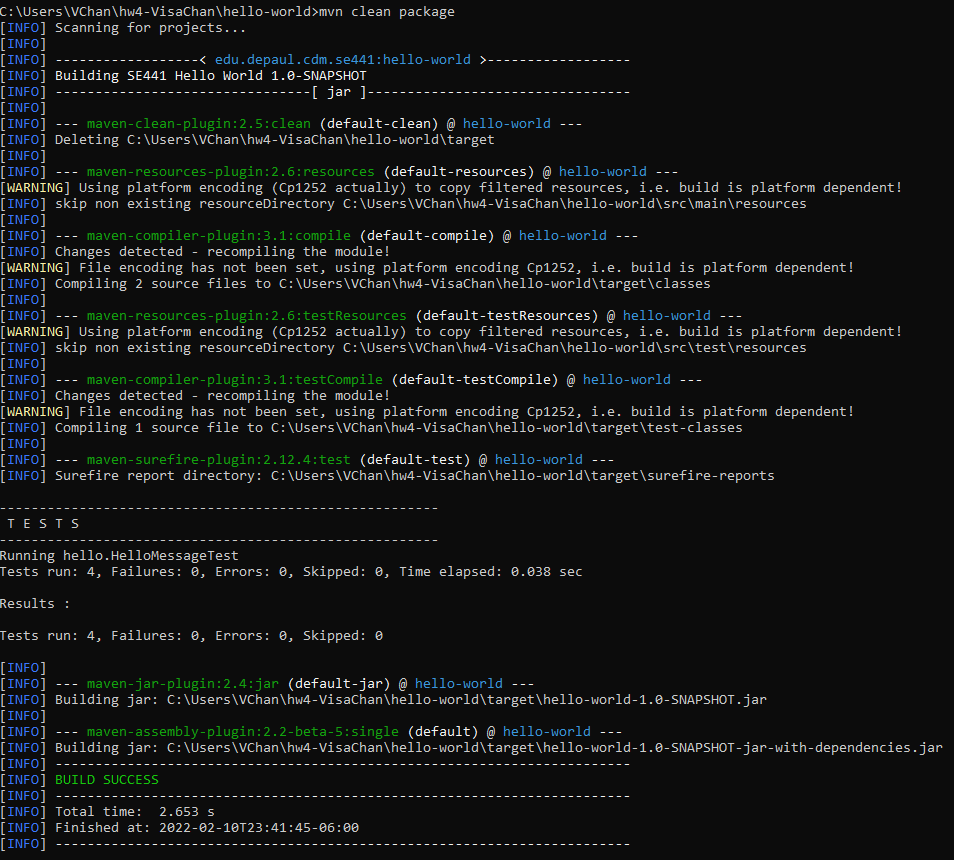 C:\Users\VChan\hw4-VisaChan\hello-world>mvn clean package
[INFO] Scanning for projects...
[INFO]
[INFO] ------------------< edu.depaul.cdm.se441:hello-world >------------------
[INFO] Building SE441 Hello World 1.0-SNAPSHOT
[INFO] --------------------------------[ jar ]---------------------------------
[INFO]
[INFO] --- maven-clean-plugin:2.5:clean (default-clean) @ hello-world ---
[INFO] Deleting C:\Users\VChan\hw4-VisaChan\hello-world\target
[INFO]
[INFO] --- maven-resources-plugin:2.6:resources (default-resources) @ hello-world ---
[WARNING] Using platform encoding (Cp1252 actually) to copy filtered resources, i.e. build is platform dependent!
[INFO] skip non existing resourceDirectory C:\Users\VChan\hw4-VisaChan\hello-world\src\main\resources
[INFO]
[INFO] --- maven-compiler-plugin:3.1:compile (default-compile) @ hello-world ---
[INFO] Changes detected - recompiling the module!
[WARNING] File encoding has not been set, using platform encoding Cp1252, i.e. build is platform dependent!
[INFO] Compiling 2 source files to C:\Users\VChan\hw4-VisaChan\hello-world\target\classes
[INFO]
[INFO] --- maven-resources-plugin:2.6:testResources (default-testResources) @ hello-world ---
[WARNING] Using platform encoding (Cp1252 actually) to copy filtered resources, i.e. build is platform dependent!
[INFO] skip non existing resourceDirectory C:\Users\VChan\hw4-VisaChan\hello-world\src\test\resources
[INFO]
[INFO] --- maven-compiler-plugin:3.1:testCompile (default-testCompile) @ hello-world ---
[INFO] Changes detected - recompiling the module!
[WARNING] File encoding has not been set, using platform encoding Cp1252, i.e. build is platform dependent!
[INFO] Compiling 1 source file to C:\Users\VChan\hw4-VisaChan\hello-world\target\test-classes
[INFO]
[INFO] --- maven-surefire-plugin:2.12.4:test (default-test) @ hello-world ---
[INFO] Surefire report directory: C:\Users\VChan\hw4-VisaChan\hello-world\target\surefire-reports
-------------------------------------------------------
T E S T S
-------------------------------------------------------
Running hello.HelloMessageTest
Tests run: 4, Failures: 0, Errors: 0, Skipped: 0, Time elapsed: 0.038 sec
Results :
Tests run: 4, Failures: 0, Errors: 0, Skipped: 0
[INFO]
[INFO] --- maven-jar-plugin:2.4:jar (default-jar) @ hello-world ---
[INFO] Building jar: C:\Users\VChan\hw4-VisaChan\hello-world\target\hello-world-1.0-SNAPSHOT.jar
[INFO]
[INFO] --- maven-assembly-plugin:2.2-beta-5:single (default) @ hello-world ---
[INFO] Building jar: C:\Users\VChan\hw4-VisaChan\hello-world\target\hello-world-1.0-SNAPSHOT-jar-with-dependencies.jar
[INFO] ------------------------------------------------------------------------
[INFO] BUILD SUCCESS
[INFO] ------------------------------------------------------------------------
[INFO] Total time:  2.653 s
[INFO] Finished at: 2022-02-10T23:41:45-06:00
[INFO] ------------------------------------------------------------------------